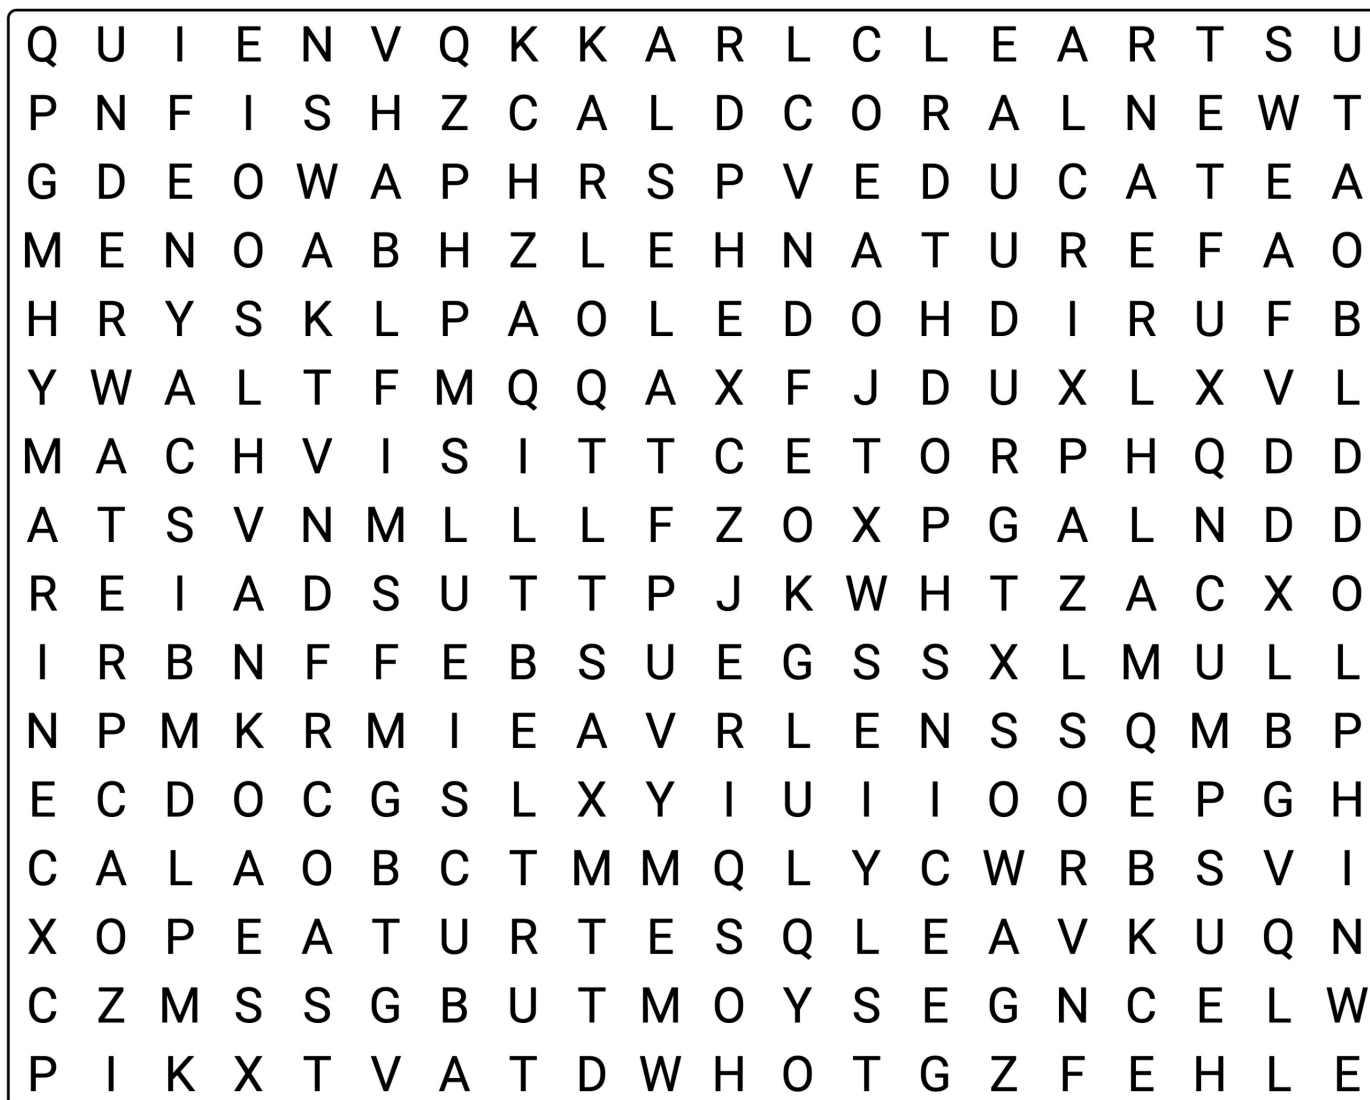 Q U I E N V Q K K A R L C L E A R T S U
P N F I S H Z C A L D C O R A L N E W T
G D E O W A P H R S P V E D U C A T E A
M E N O A B H Z L E H N A T U R E F A O
H R Y S K L P A O L E D O H D I R U F B
Y W A L T F M Q Q A X F J D U X L X V L
M A C H V I S I T T C E T O R P H Q D D
A T S V N M L L L F Z O X P G A L N D D
R E I A D S U T T P J K W H T Z A C X O
I R B N F F E B S U E G S S X L M U L L
N P M K R M I E A V R L E N S S Q M B P
E C D O C G S L X Y I U I I O O E P G H
C A L A O B C T M M Q L Y C W R B S V I
X O P E A T U R T E S Q L E A V K U Q N
C Z M S S G B U T M O Y S E G N C E L W
P I K X T V A T D W H O T G Z F E H L E